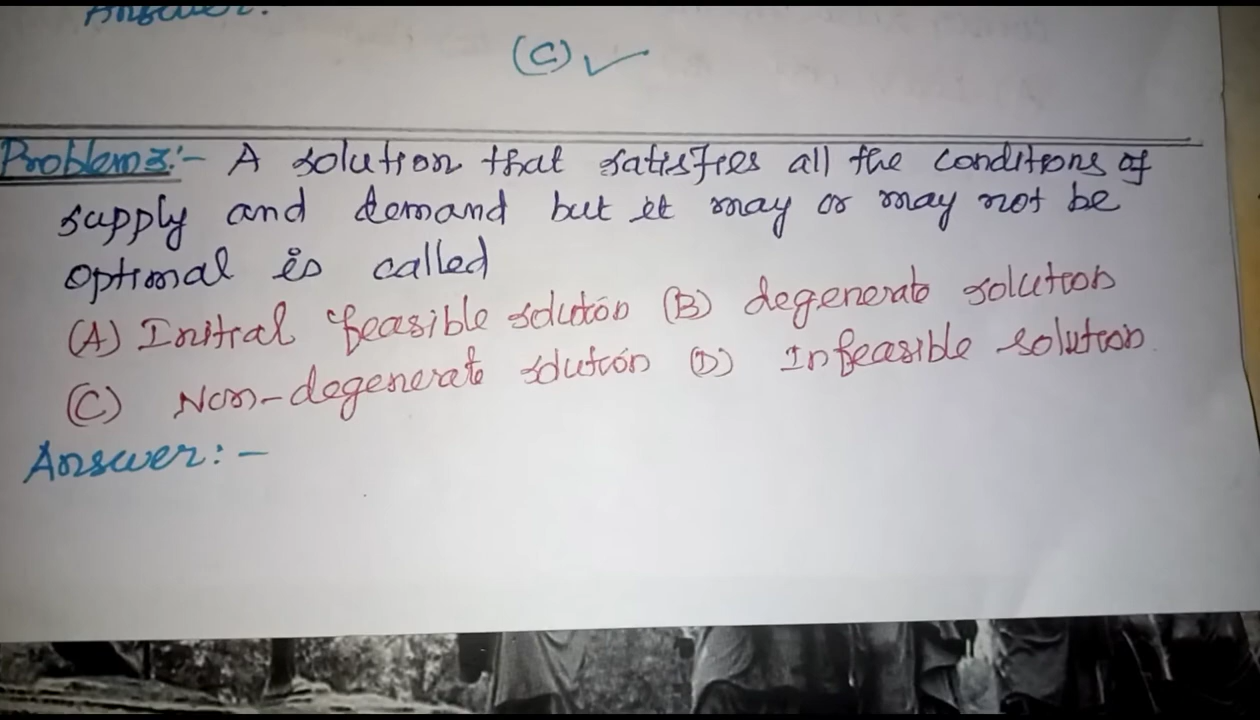 Answer:
(C) ✓
Problem 3:- A solution that satisfies all the conditions of
supply and demand but it may or may not be
optimal is called
(A) Initial feasible solution (B) degenerate solution
(C) Non-degenerate solution (D) Infeasible solution
Answer:-